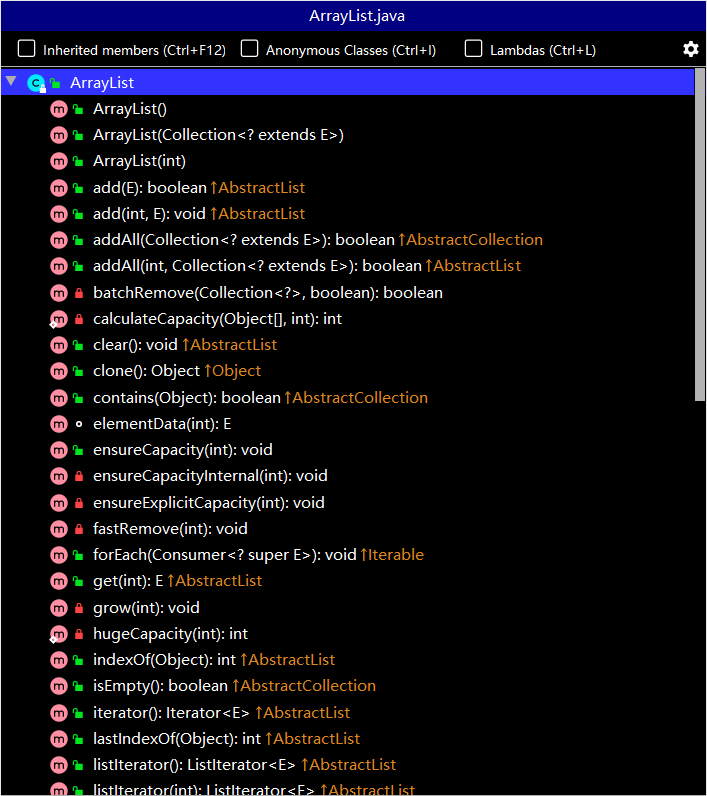 ArrayList.java
Inherited members (Ctrl+F12) Anonymous Classes (Ctrl+I) Lambdas (Ctrl+L)
C ArrayList
m ArrayList()
m ArrayList(Collection<? extends E>)
m ArrayList(int)
m add(E): boolean ↑AbstractList
m add(int, E): void ↑AbstractList
m addAll(Collection<? extends E>): boolean ↑AbstractCollection
m addAll(int, Collection<? extends E>): boolean ↑AbstractList
m batchRemove(Collection<?>, boolean): boolean
m calculateCapacity(Object[], int): int
m clear(): void ↑AbstractList
m clone(): Object ↑Object
m contains(Object): boolean ↑AbstractCollection
m elementData(int): E
m ensureCapacity(int): void
m ensureCapacityInternal(int): void
m ensureExplicitCapacity(int): void
m fastRemove(int): void
m forEach(Consumer<? super E>): void ↑Iterable
m get(int): E ↑AbstractList
m grow(int): void
m hugeCapacity(int): int
m indexOf(Object): int ↑AbstractList
m isEmpty(): boolean ↑AbstractCollection
m iterator(): Iterator<E> ↑AbstractList
m lastIndexOf(Object): int ↑AbstractList
m listIterator(): ListIterator<E> ↑AbstractList
m listIterator(int): ListIterator<E> ↑AbstractList